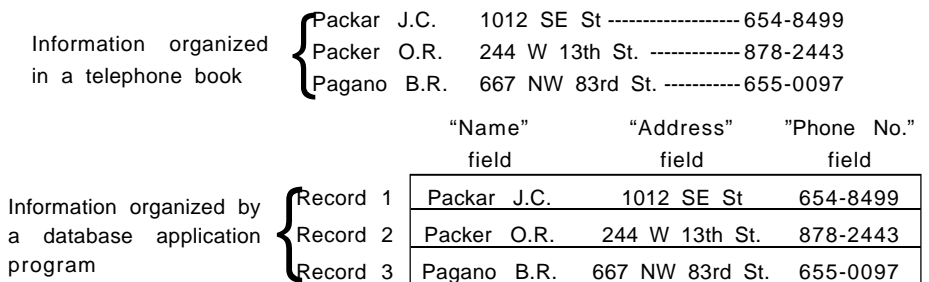 Packar J.C. 1012 SE St ------------------- 654-8499
Information organized
Packer O.R. 244 W 13th St. ------------- 878-2443
in a telephone book
Pagano B.R. 667 NW 83rd St. ----------- 655-0097
“Name” “Address” ”Phone No.”
field field field
Information organized by
Record 1 Packar J.C. 1012 SE St 654-8499
a database application
Record 2 Packer O.R. 244 W 13th St. 878-2443
program
Record 3 Pagano B.R. 667 NW 83rd St. 655-0097